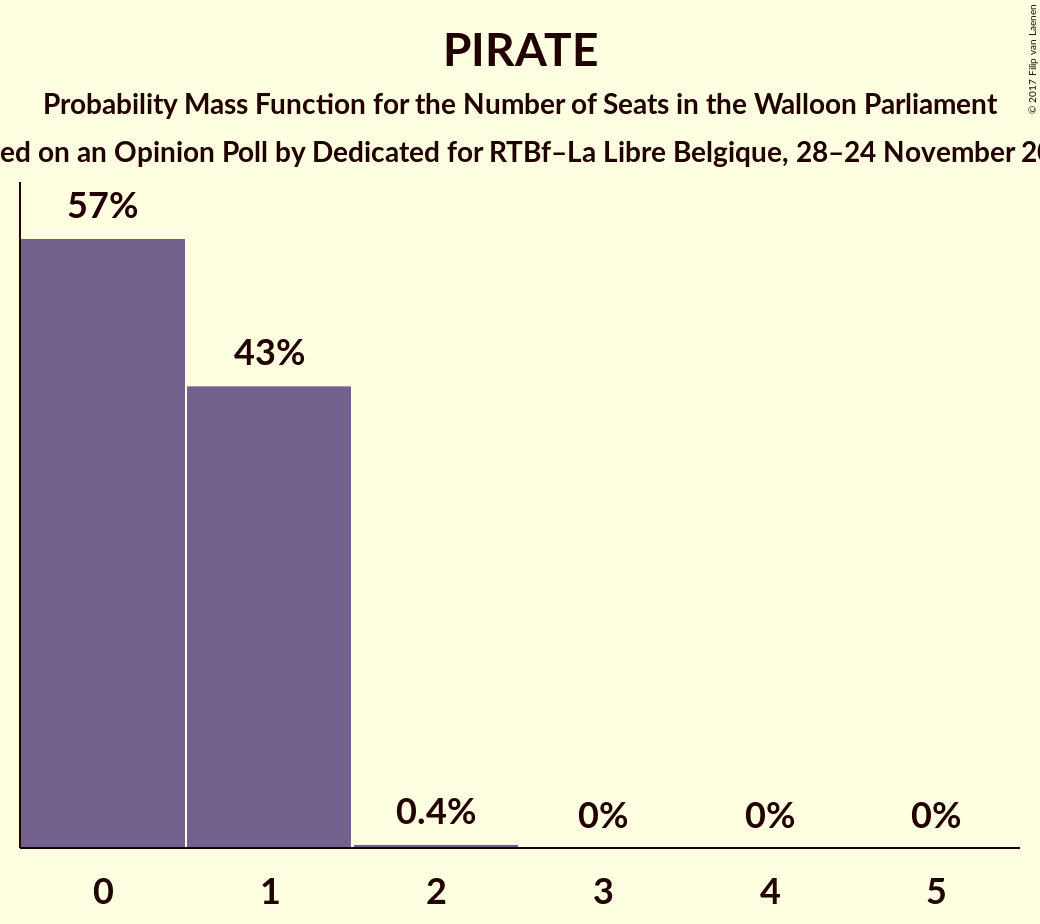 PIRATE
Probability Mass Function for the Number of Seats in the Walloon Parliament
ed on an Opinion Poll by Dedicated for RTBf–La Libre Belgique, 28–24 November 20
© 2017 Filip van Laenen
57%
43%
0.4%
0%
0%
0%
0 1 2 3 4 5